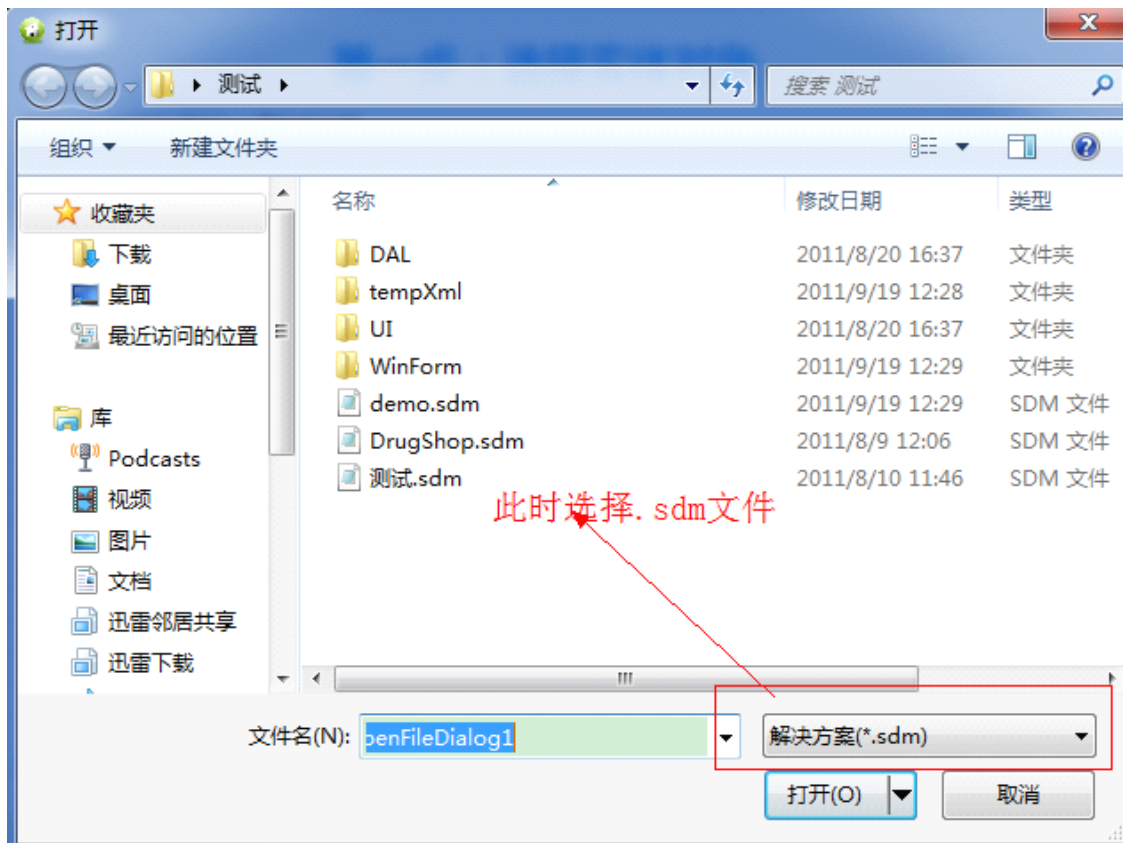 打开
测试
搜索 测试
组织
新建文件夹
名称 修改日期 类型
收藏夹
下载
桌面
最近访问的位置
库
Podcasts
视频
图片
文档
迅雷邻居共享
迅雷下载
DAL 2011/8/20 16:37 文件夹
tempXml 2011/9/19 12:28 文件夹
UI 2011/8/20 16:37 文件夹
WinForm 2011/9/19 12:29 文件夹
demo.sdm 2011/9/19 12:29 SDM 文件
DrugShop.sdm 2011/8/9 12:06 SDM 文件
测试.sdm 2011/8/10 11:46 SDM 文件
此时选择.sdm文件
文件名(N): penFileDialog1 解决方案(*.sdm)
打开(O) 取消